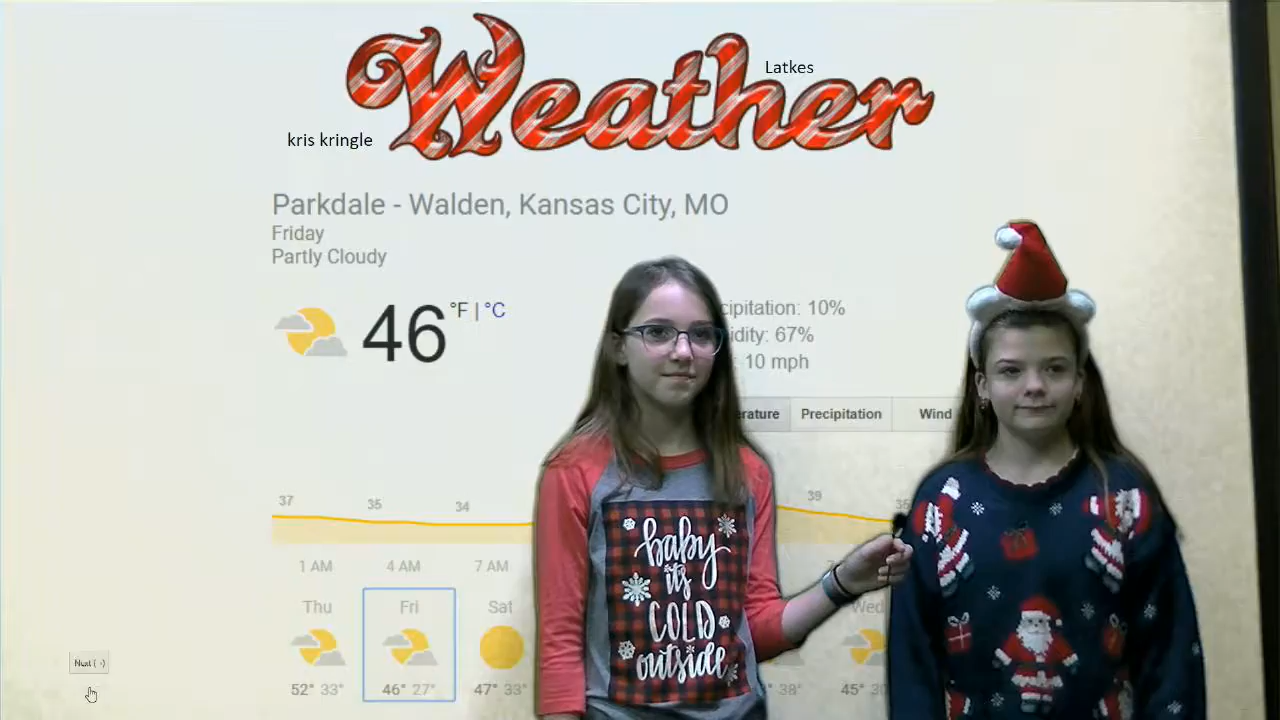 Weather
Latkes
kris kringle
Parkdale - Walden, Kansas City, MO
Friday
Partly Cloudy
46 °F | °C
cipitation: 10%
idity: 67%
10 mph
erature Precipitation Wind
37 35 34 39
1 AM 4 AM 7 AM
Thu Fri Sat Wed
52° 33° 46° 27° 47° 33° 38° 45°
baby
its
COLD
outside